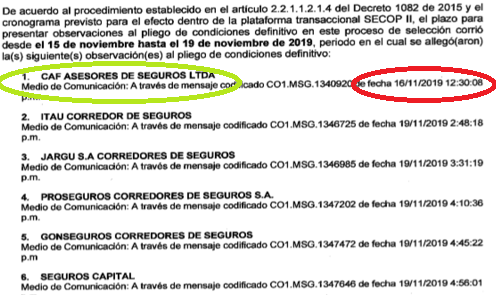 De acuerdo al procedimiento establecido en el artículo 2.2.1.1.2.1.4 del Decreto 1082 de 2015 y el
cronograma previsto para el efecto dentro de la plataforma transaccional SECOP II, el plazo para
presentar observaciones al pliego de condiciones definitivo en este proceso de selección corrió
desde el 15 de noviembre hasta el 19 de noviembre de 2019, periodo en el cual se allegó(aron)
la(s) siguiente(s) observación(es) al pliego de condiciones definitivo:
1. CAF ASESORES DE SEGUROS LTDA
Medio de Comunicación: A través de mensaje codificado CO1.MSG.1340920 de fecha 16/11/2019 12:30:08
p.m.
2. ITAU CORREDOR DE SEGUROS
Medio de Comunicación: A través de mensaje codificado CO1.MSG.1346725 de fecha 19/11/2019 2:48:18
p.m.
3. JARGU S.A CORREDORES DE SEGUROS
Medio de Comunicación: A través de mensaje codificado CO1.MSG.1346985 de fecha 19/11/2019 3:31:19
p.m.
4. PROSEGUROS CORREDORES DE SEGUROS S.A.
Medio de Comunicación: A través de mensaje codificado CO1.MSG.1347202 de fecha 19/11/2019 4:10:36
p.m.
5. GONSEGUROS CORREDORES DE SEGUROS
Medio de Comunicación: A través de mensaje codificado CO1.MSG.1347472 de fecha 19/11/2019 4:45:22
p.m
6. SEGUROS CAPITAL
Medio de Comunicación: A través de mensaje codificado CO1.MSG.1347646 de fecha 19/11/2019 4:56:01